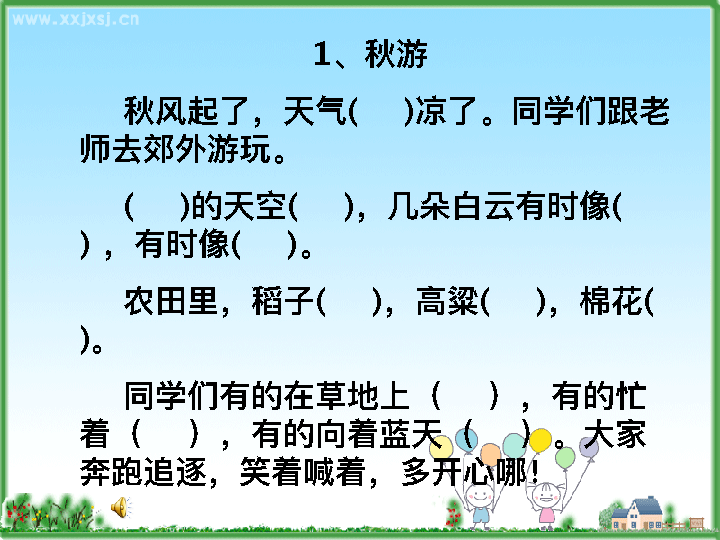 www.xxjxsj.cn
1、秋游
秋风起了，天气(　)凉了。同学们跟老
师去郊外游玩。
(　)的天空(　)，几朵白云有时像(
) ，有时像(　)。
农田里，稻子(　)，高粱(　)，棉花(
)。
同学们有的在草地上（　），有的忙
着（　），有的向着蓝天（　）。大家
奔跑追逐，笑着喊着，多开心哪！